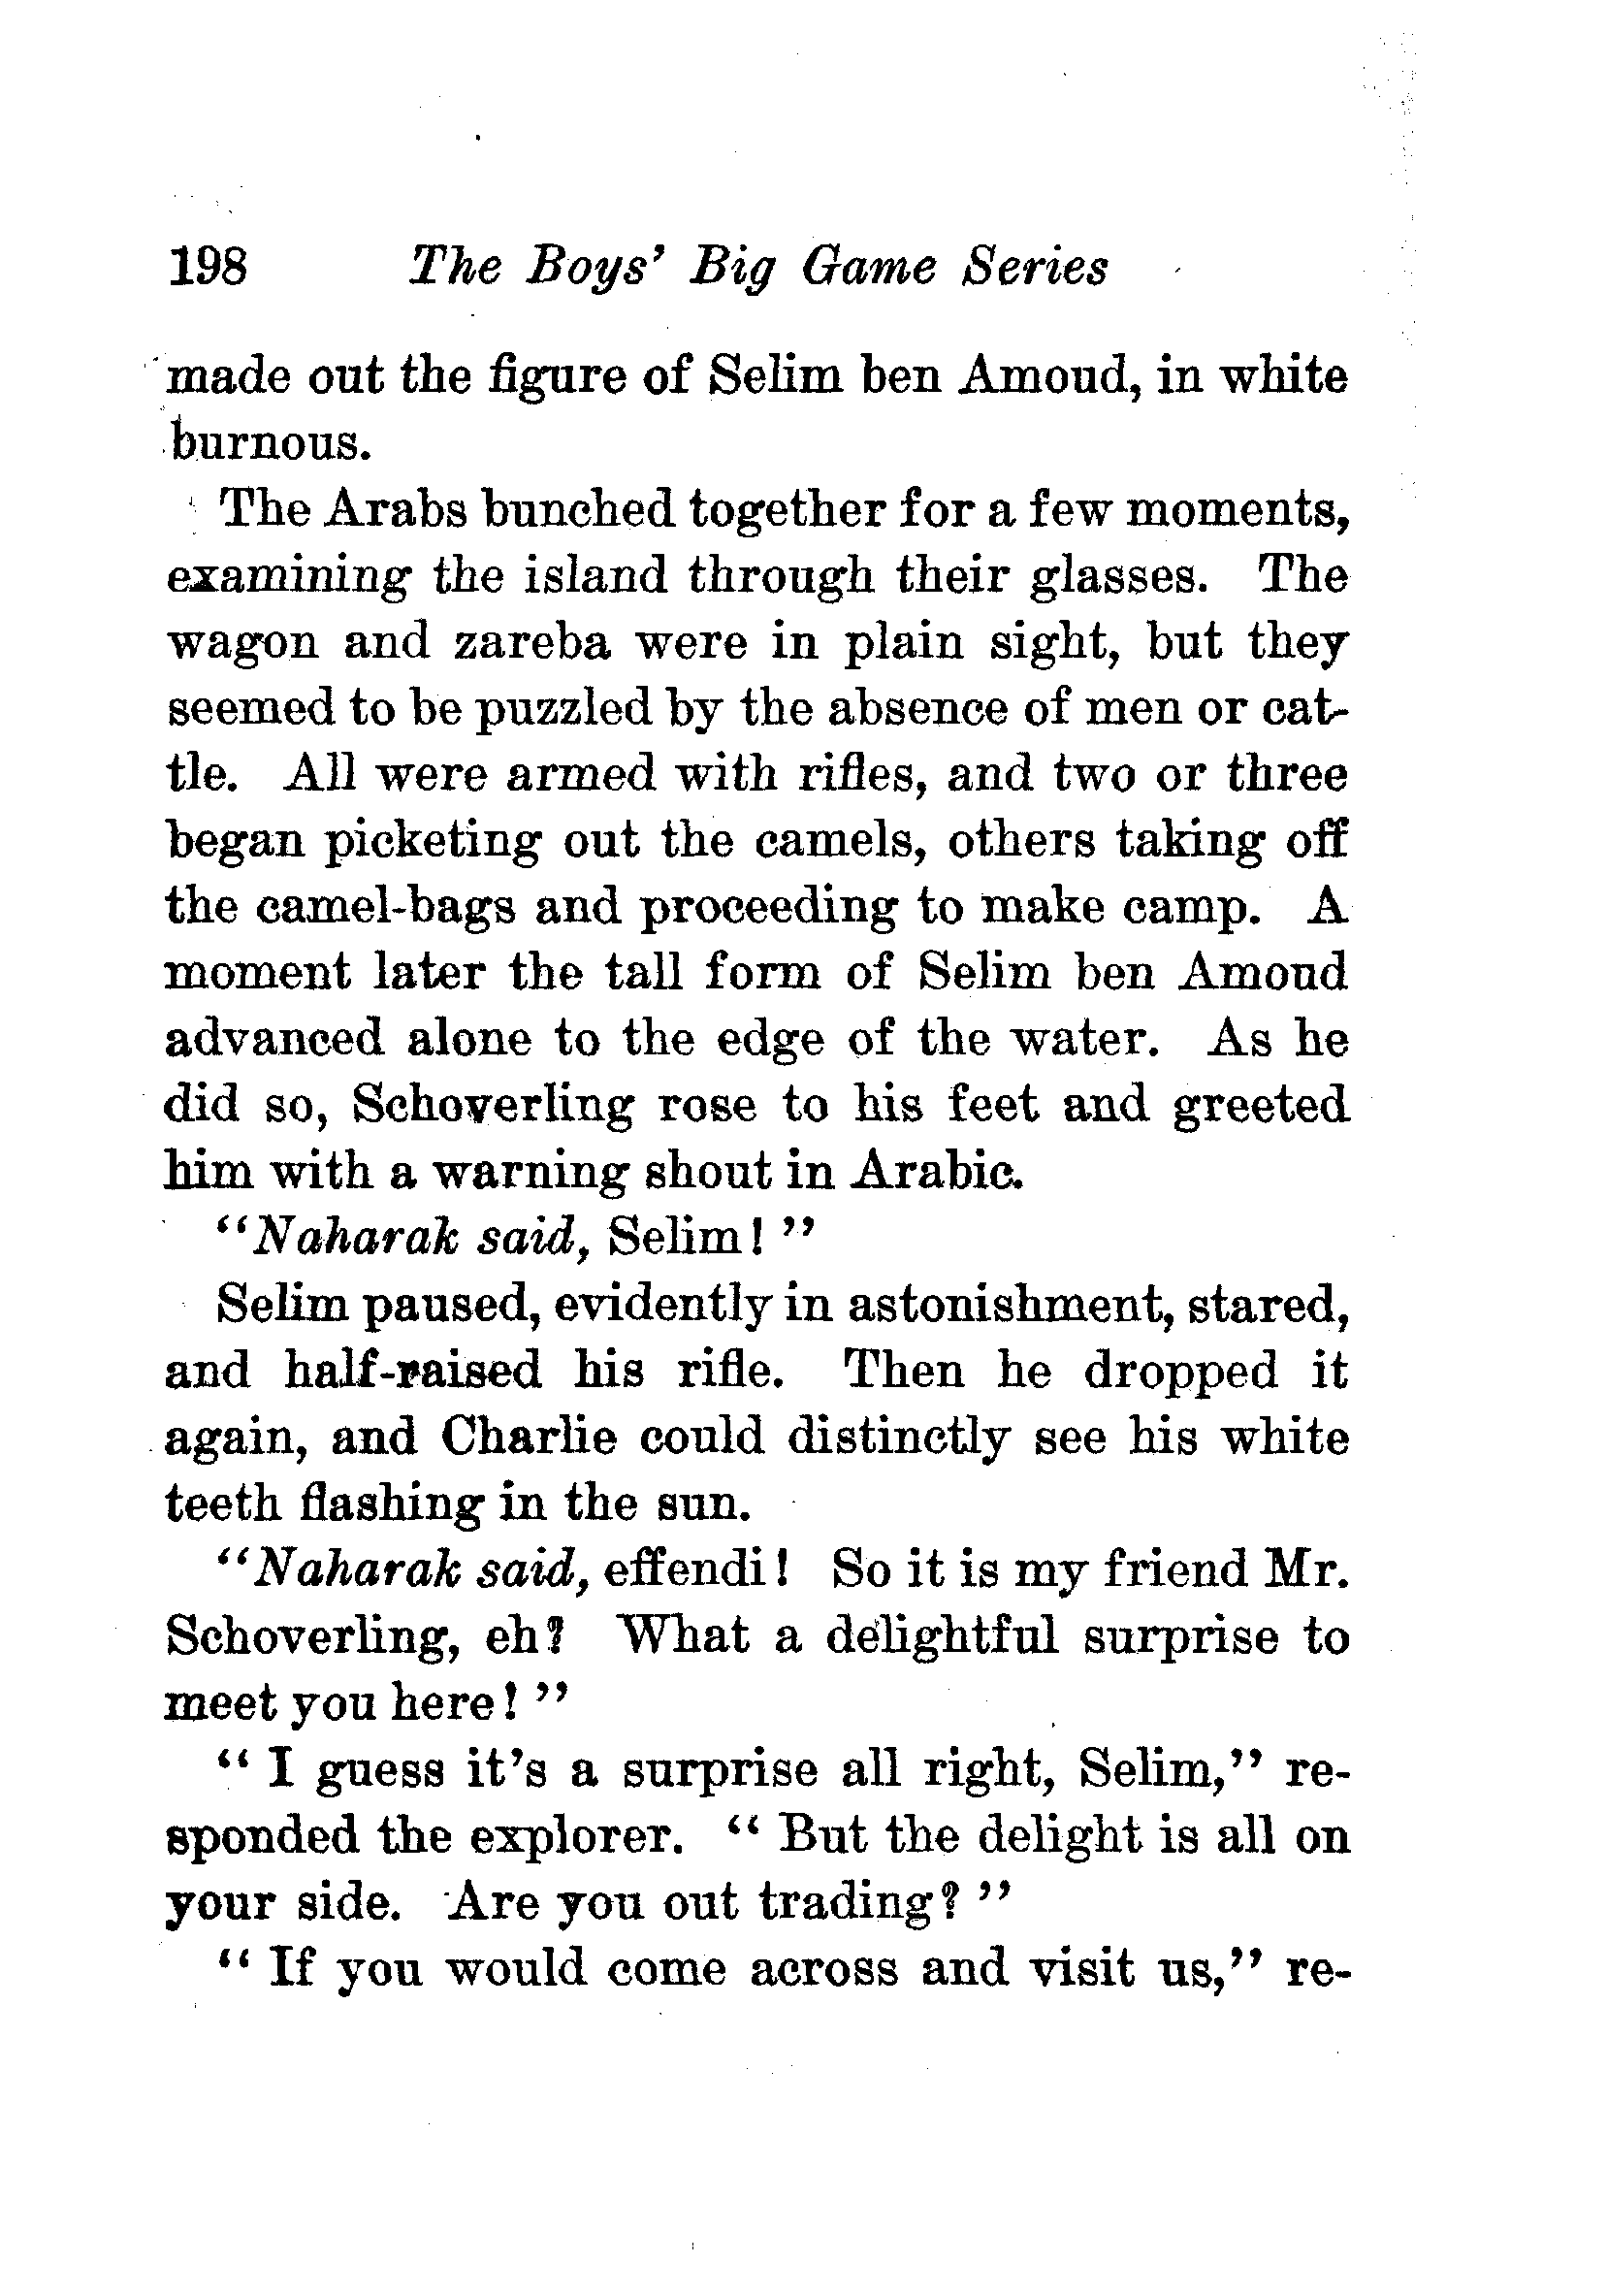 198 The Boys' Big Game Series
made out the figure of Selim ben Amoud, in white
burnous.
The Arabs bunched together for a few moments,
examining the island through their glasses. The
wagon and zareba were in plain sight, but they
seemed to be puzzled by the absence of men or cat-
tle. All were armed with rifles, and two or three
began picketing out the camels, others taking off
the camel-bags and proceeding to make camp. A
moment later the tall form of Selim ben Amoud
advanced alone to the edge of the water. As he
did so, Schoverling rose to his feet and greeted
him with a warning shout in Arabic.
"Naharak said, Selim! "
Selim paused, evidently in astonishment, stared,
and half-raised his rifle. Then he dropped it
again, and Charlie could distinctly see his white
teeth flashing in the sun.
"Naharak said, effendi! So it is my friend Mr.
Schoverling, eh? What a delightful surprise to
meet you here! "
" I guess it's a surprise all right, Selim," re-
sponded the explorer. " But the delight is all on
your side. Are you out trading? "
" If you would come across and visit us," re-